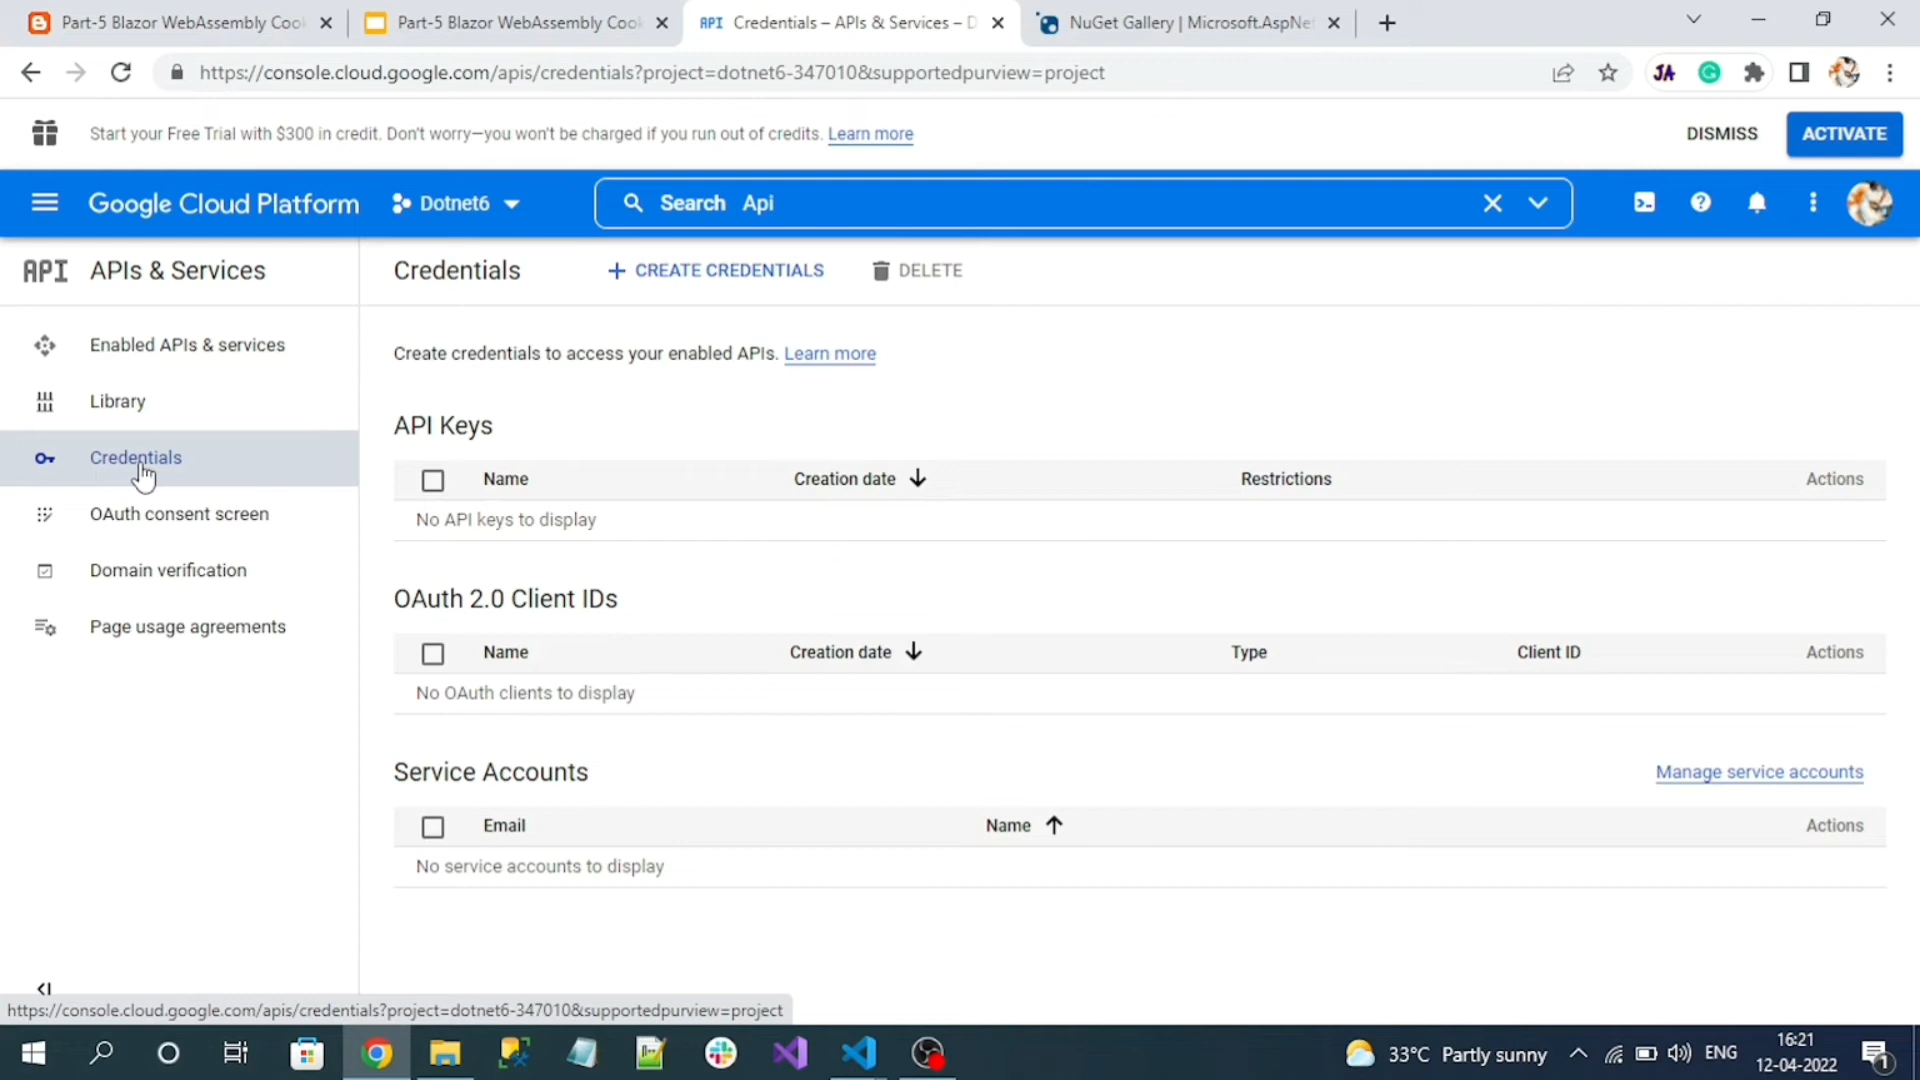 Part-5 Blazor WebAssembly Cook
Part-5 Blazor WebAssembly Cook
API Credentials – APIs & Services – D
NuGet Gallery | Microsoft.AspNet
https://console.cloud.google.com/apis/credentials?project=dotnet6-347010&supportedpurview=project
JA
Start your Free Trial with $300 in credit. Don't worry—you won't be charged if you run out of credits. Learn more
DISMISS
ACTIVATE
Google Cloud Platform
Dotnet6
Search Api
API APIs & Services
Credentials
CREATE CREDENTIALS
DELETE
Enabled APIs & services
Library
Credentials
OAuth consent screen
Domain verification
Page usage agreements
Create credentials to access your enabled APIs. Learn more
API Keys
Name Creation date Restrictions Actions
No API keys to display
OAuth 2.0 Client IDs
Name Creation date Type Client ID Actions
No OAuth clients to display
Service Accounts
Manage service accounts
Email Name Actions
No service accounts to display
https://console.cloud.google.com/apis/credentials?project=dotnet6-347010&supportedpurview=project
33°C Partly sunny
ENG
16:21
12-04-2022
1